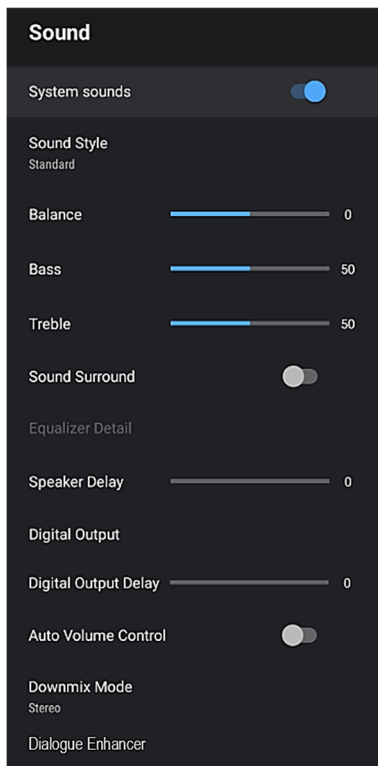 Sound
System sounds
Sound Style
Standard
Balance 0
Bass 50
Treble 50
Sound Surround
Equalizer Detail
Speaker Delay 0
Digital Output
Digital Output Delay 0
Auto Volume Control
Downmix Mode
Stereo
Dialogue Enhancer